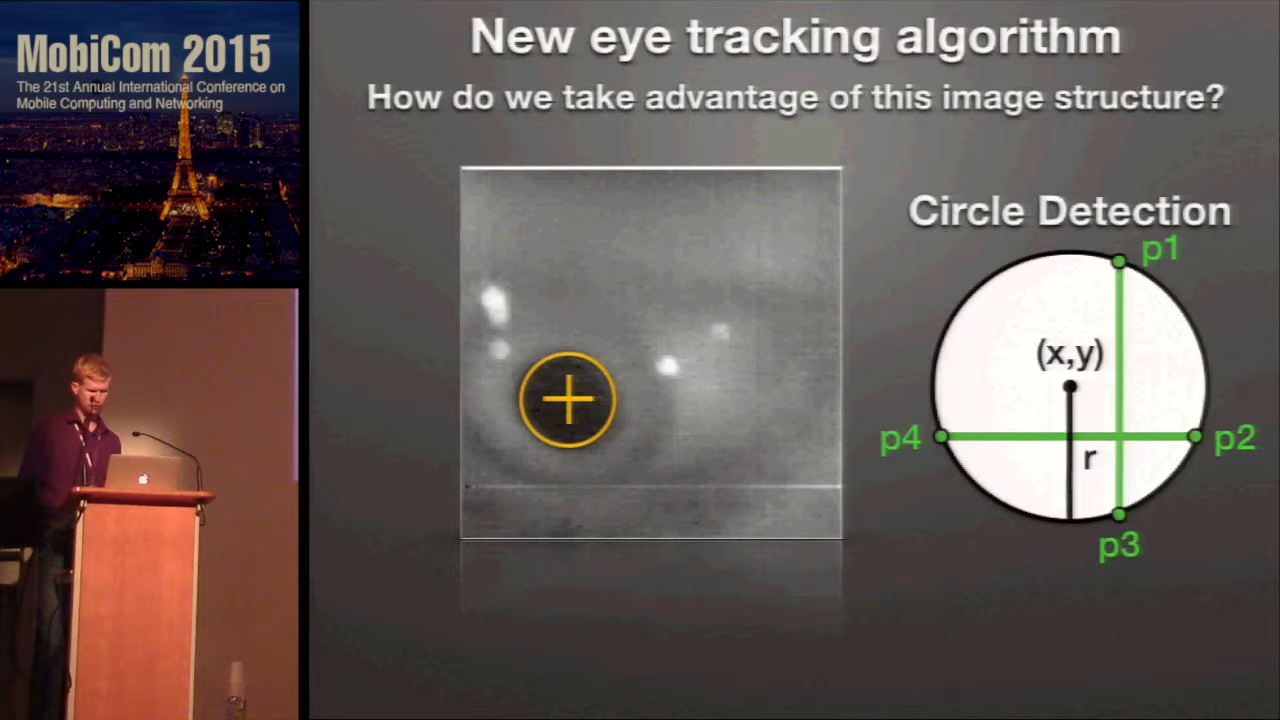 MobiCom 2015
The 21st Annual International Conference on
Mobile Computing and Networking
New eye tracking algorithm
How do we take advantage of this image structure?
Circle Detection
p1
(x,y)
p4
p2
r
p3